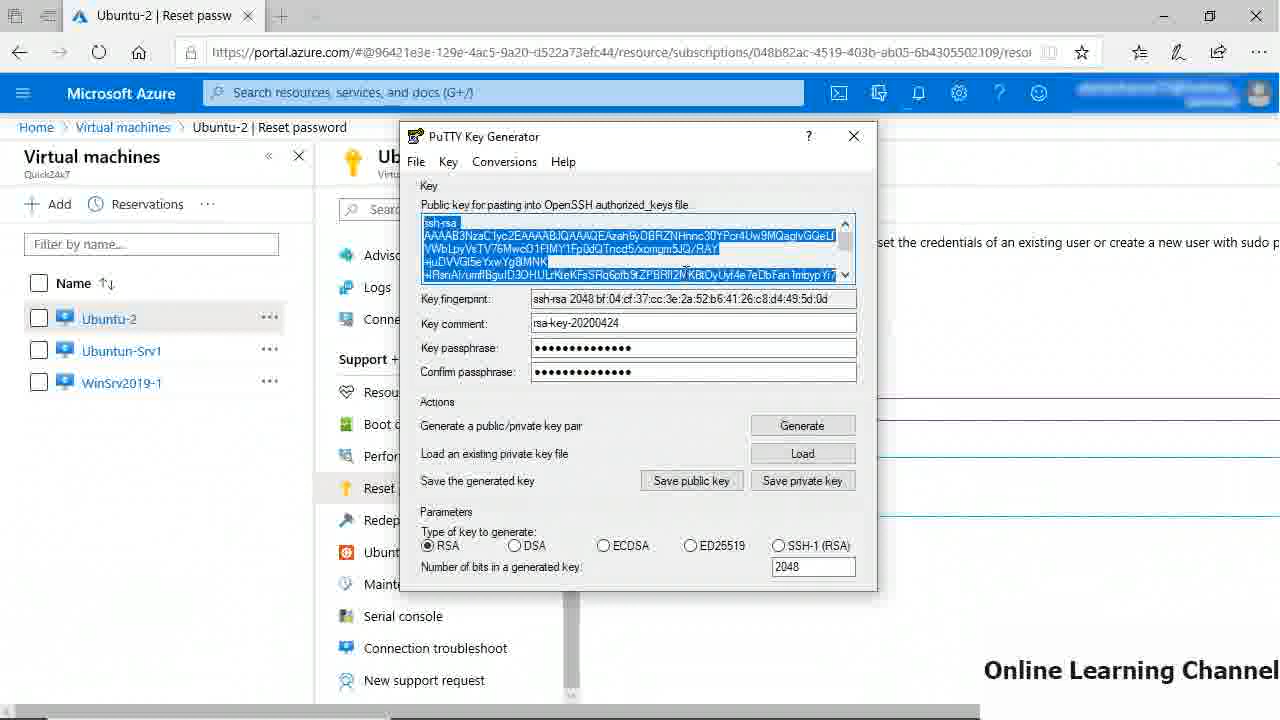 Ubuntu-2 | Reset passw
https://portal.azure.com/#@96421e3e-129e-4ac5-9a20-d522a73efc44/resource/subscriptions/048b82ac-4519-403b-ab05-6b4305502109/resou
Microsoft Azure
Search resources, services, and docs (G+/)
Home > Virtual machines > Ubuntu-2 | Reset password
Virtual machines
Quick24x7
Add
Reservations
Filter by name...
Name
Ubuntu-2
Ubuntun-Srv1
WinSrv2019-1
Ub
Virtu
Sear
Adviso
Logs
Conne
Support +
Resou
Boot d
Perfor
Reset
Redep
Ubunt
Maint
Serial console
Connection troubleshoot
New support request
PuTTY Key Generator
File Key Conversions Help
Key
Public key for pasting into OpenSSH authorized_keys file:
ssh-rsa
Key fingerprint:
ssh-rsa 2048 bf:04:cf:37:cc:3e:2a:52:b6:41:26:c8:d4:49:5d:0d
Key comment:
rsa-key-20200424
Key passphrase:
Confirm passphrase:
Actions
Generate a public/private key pair
Generate
Load an existing private key file
Load
Save the generated key
Save public key
Save private key
Parameters
Type of key to generate:
RSA DSA ECDSA ED25519 SSH-1 (RSA)
Number of bits in a generated key:
2048
set the credentials of an existing user or create a new user with sudo p
Online Learning Channel